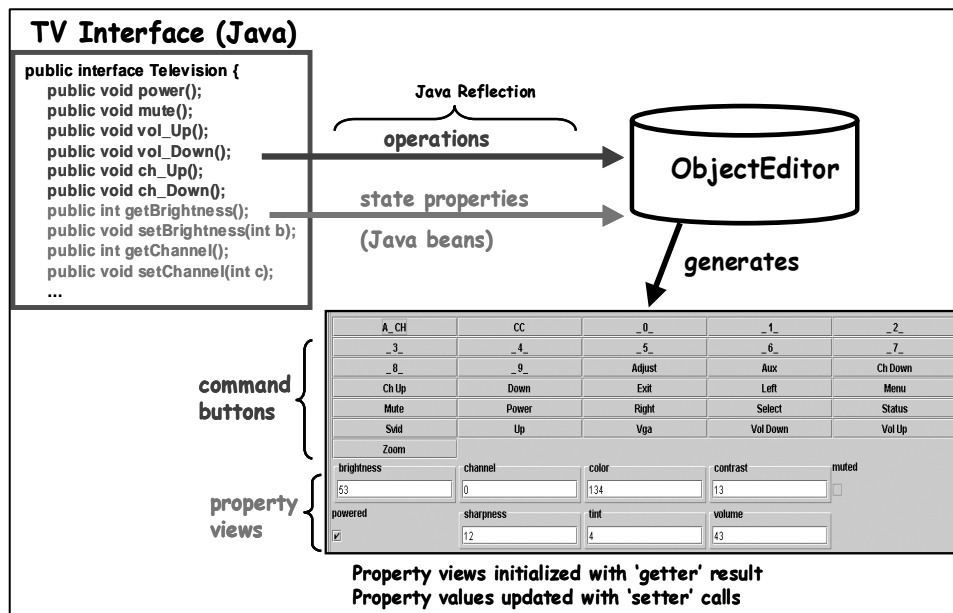 TV Interface (Java)
public interface Television {
public void power();
public void mute();
public void vol_Up();
public void vol_Down();
public void ch_Up();
public void ch_Down();
public int getBrightness();
public void setBrightness(int b);
public int getChannel();
public void setChannel(int c);
...
Java Reflection
operations
state properties
(Java beans)
ObjectEditor
generates
command
buttons
A_CH CC _0_ _1_ _2_
_3_ _4_ _5_ _6_ _7_
_8_ _9_ Adjust Aux Ch Down
Ch Up Down Exit Left Menu
Mute Power Right Select Status
Svid Up Vga Vol Down Vol Up
Zoom
property
views
brightness channel color contrast muted
53 0 134 13
powered sharpness tint volume
12 4 43
Property views initialized with ‘getter’ result
Property values updated with ‘setter’ calls